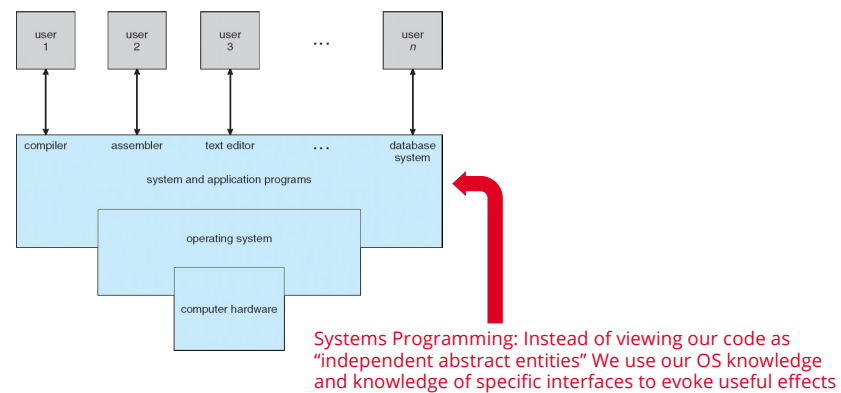 user
1
user
2
user
3
...
user
n
compiler
assembler
text editor
...
database
system
system and application programs
operating system
computer hardware
Systems Programming: Instead of viewing our code as
“independent abstract entities” We use our OS knowledge
and knowledge of specific interfaces to evoke useful effects